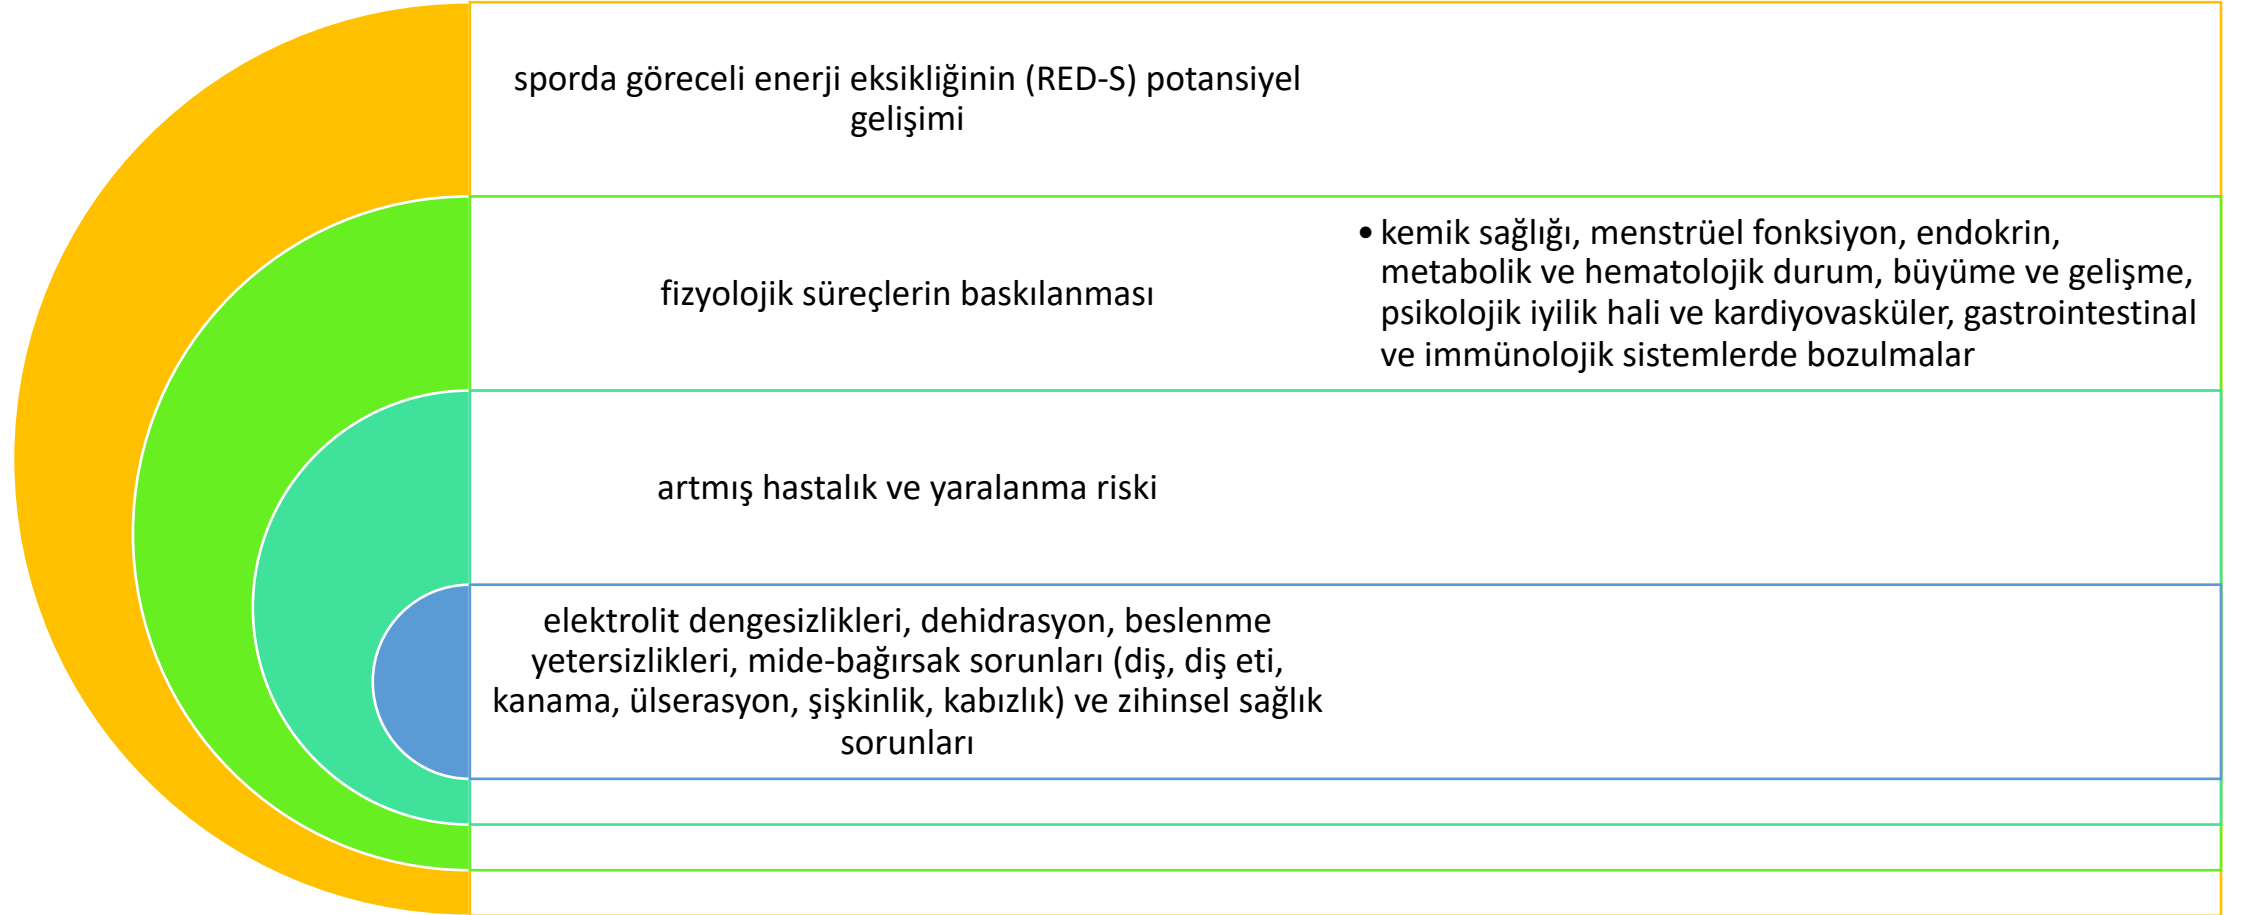 sporda göreceli enerji eksikliğinin (RED-S) potansiyel
gelişimi
fizyolojik süreçlerin baskılanması
• kemik sağlığı, menstrüel fonksiyon, endokrin,
metabolik ve hematolojik durum, büyüme ve gelişme,
psikolojik iyilik hali ve kardiyovasküler, gastrointestinal
ve immünolojik sistemlerde bozulmalar
artmış hastalık ve yaralanma riski
elektrolit dengesizlikleri, dehidrasyon, beslenme
yetersizlikleri, mide-bağırsak sorunları (diş, diş eti,
kanama, ülserasyon, şişkinlik, kabızlık) ve zihinsel sağlık
sorunları